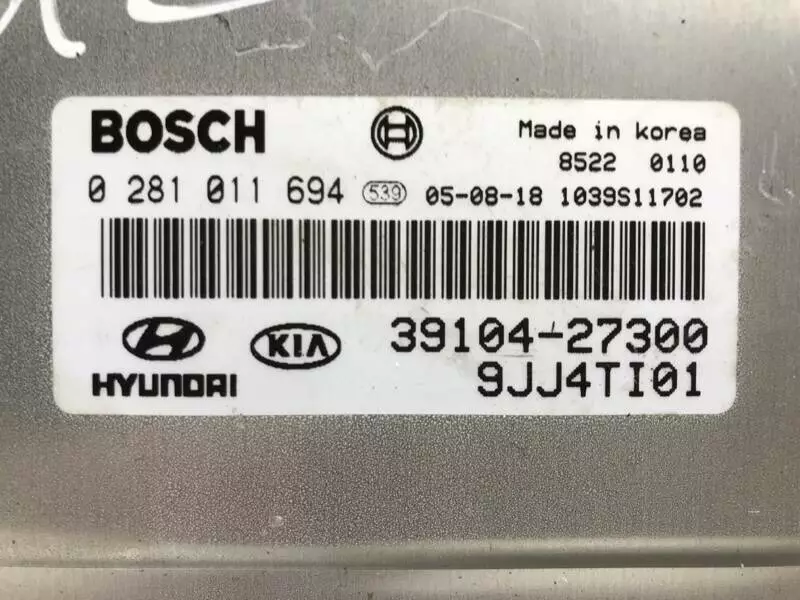 BOSCH
Made in korea
8522 0110
0 281 011 694 539 05-08-18 1039S11702
39104-27300
HYUNDAI KIA
9JJ4TI01